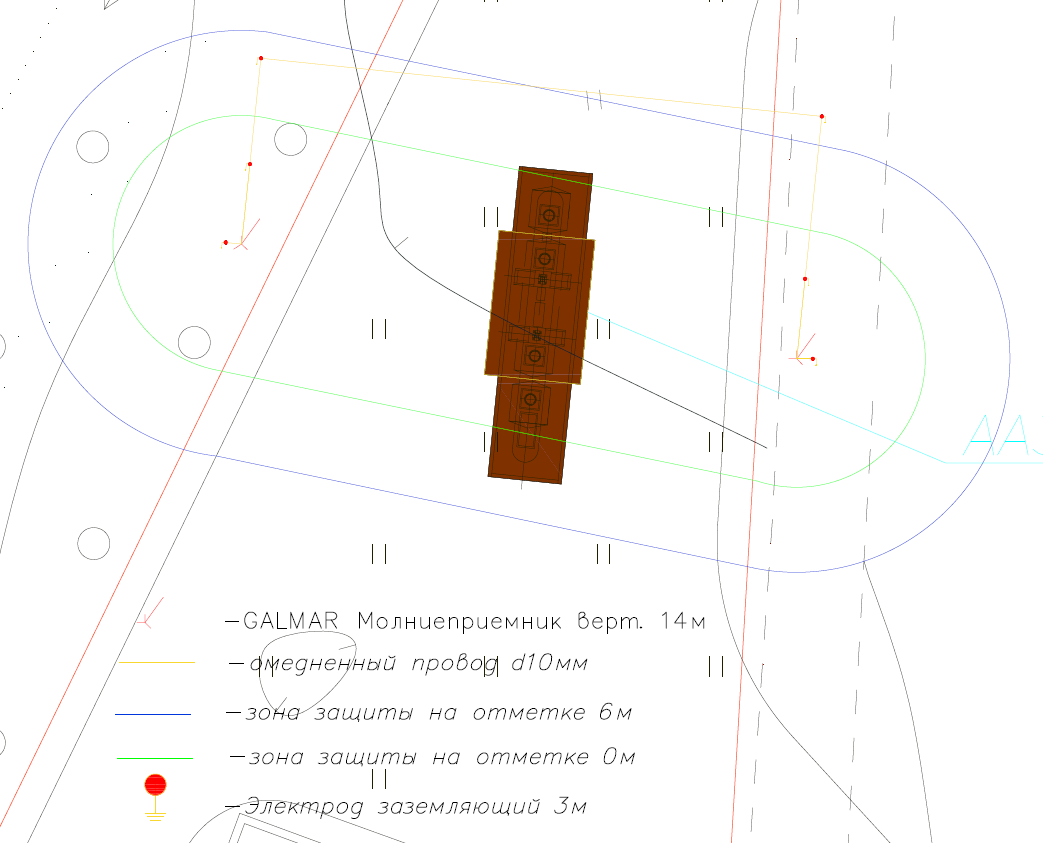 –GALMAR Молниеприемник верт. 14м
–омедненный провод d10мм
–зона защиты на отметке 6м
–зона защиты на отметке 0м
–Электрод заземляющий 3м